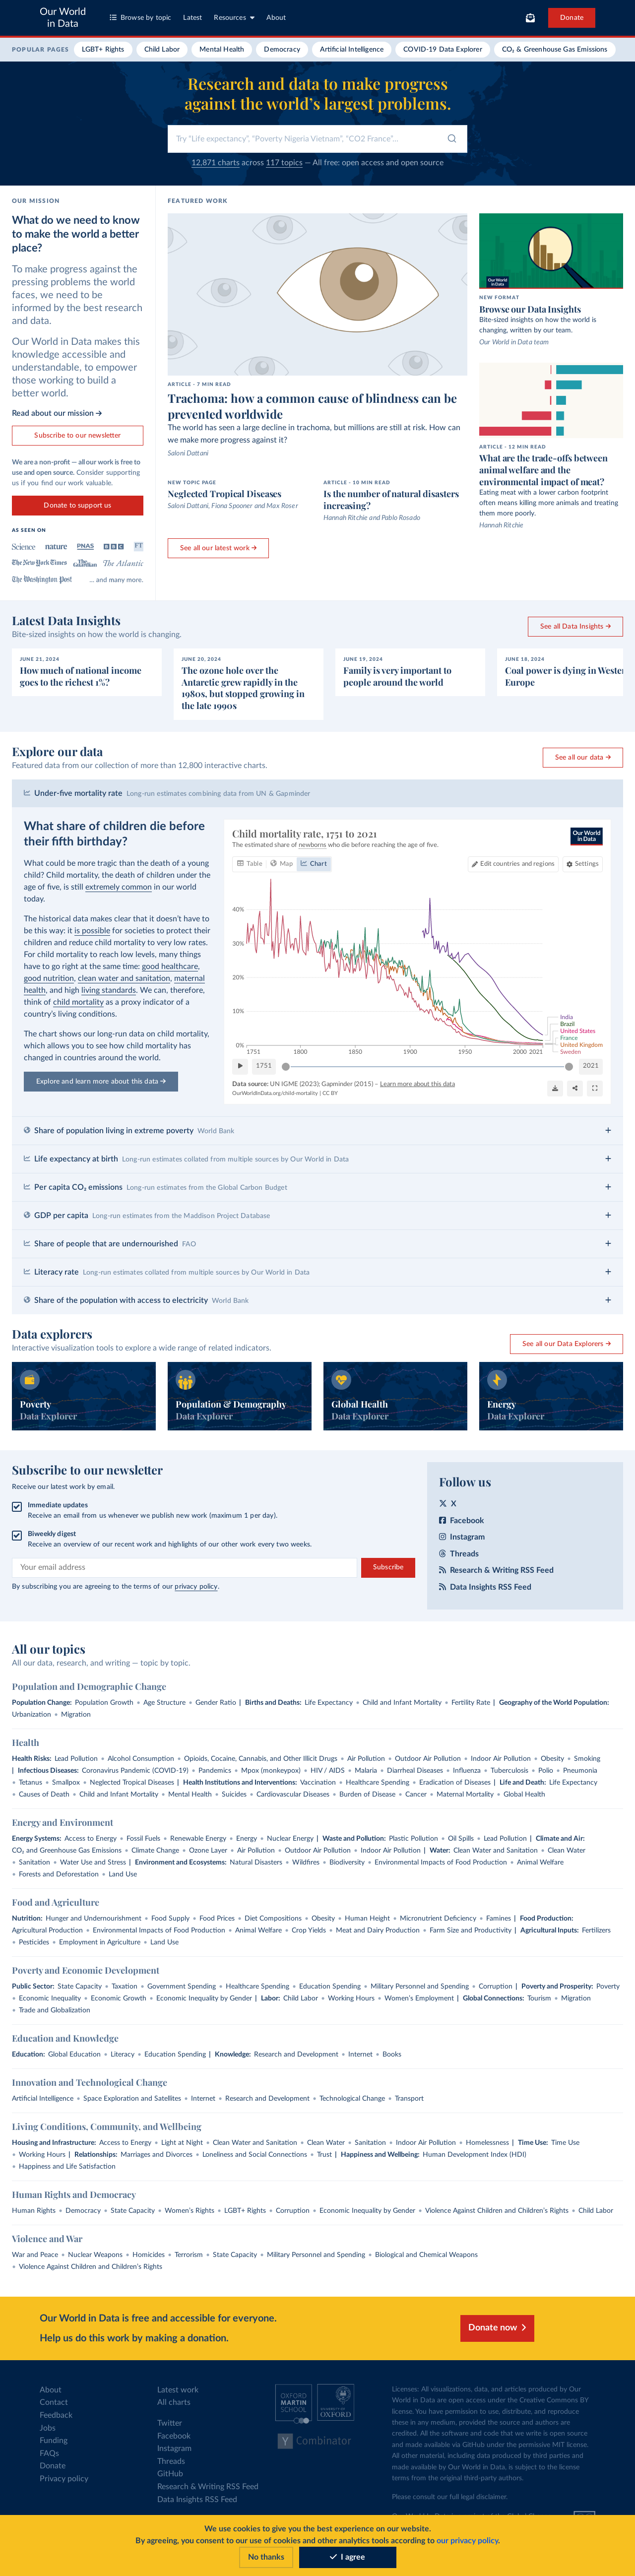 Our World
in Data
Browse by topic
Latest
Resources
About
Donate
POPULAR PAGES
LGBT+ Rights
Child Labor
Mental Health
Democracy
Artificial Intelligence
COVID-19 Data Explorer
CO₂ & Greenhouse Gas Emissions
Research and data to make progress
against the world's largest problems.
Try "Life expectancy", "Poverty Nigeria Vietnam", "CO2 France"...
12,871 charts across 117 topics — All free: open access and open source
OUR MISSION
What do we need to know
to make the world a better
place?
To make progress against the
pressing problems the world
faces, we need to be
informed by the best research
and data.
Our World in Data makes this
knowledge accessible and
understandable, to empower
those working to build a
better world.
Read about our mission →
Subscribe to our newsletter
We are a non-profit — all our work is free to
use and open source. Consider supporting
us if you find our work valuable.
Donate to support us
AS SEEN ON
Science
nature
PNAS
BBC
FT
The New York Times
The Guardian
The Atlantic
The Washington Post
... and many more.
FEATURED WORK
ARTICLE - 7 MIN READ
Trachoma: how a common cause of blindness can be
prevented worldwide
The world has seen a large decline in trachoma, but millions are still at risk. How can
we make more progress against it?
Saloni Dattani
NEW TOPIC PAGE
Neglected Tropical Diseases
Saloni Dattani, Fiona Spooner and Max Roser
ARTICLE - 10 MIN READ
Is the number of natural disasters
increasing?
Hannah Ritchie and Pablo Rosado
See all our latest work →
Our World
in Data
NEW FORMAT
Browse our Data Insights
Bite-sized insights on how the world is
changing, written by our team.
Our World in Data team
ARTICLE - 12 MIN READ
What are the trade-offs between
animal welfare and the
environmental impact of meat?
Eating meat with a lower carbon footprint
often means killing more animals and treating
them more poorly.
Hannah Ritchie
Latest Data Insights
Bite-sized insights on how the world is changing.
See all Data Insights →
JUNE 21, 2024
How much of national income
goes to the richest 1%?
JUNE 20, 2024
The ozone hole over the
Antarctic grew rapidly in the
1980s, but stopped growing in
the late 1990s
JUNE 19, 2024
Family is very important to
people around the world
JUNE 18, 2024
Coal power is dying in Wester
Europe
Explore our data
Featured data from our collection of more than 12,800 interactive charts.
See all our data →
Under-five mortality rate Long-run estimates combining data from UN & Gapminder
What share of children die before
their fifth birthday?
What could be more tragic than the death of a young
child? Child mortality, the death of children under the
age of five, is still extremely common in our world
today.
The historical data makes clear that it doesn't have to
be this way: it is possible for societies to protect their
children and reduce child mortality to very low rates.
For child mortality to reach low levels, many things
have to go right at the same time: good healthcare,
good nutrition, clean water and sanitation, maternal
health, and high living standards. We can, therefore,
think of child mortality as a proxy indicator of a
country's living conditions.
The chart shows our long-run data on child mortality,
which allows you to see how child mortality has
changed in countries around the world.
Explore and learn more about this data →
Child mortality rate, 1751 to 2021
The estimated share of newborns who die before reaching the age of five.
Our World
in Data
Table
Map
Chart
Edit countries and regions
Settings
40%
30%
20%
10%
0%
1751
1800
1850
1900
1950
2000
2021
India
Brazil
United States
France
United Kingdom
Sweden
1751
2021
Data source: UN IGME (2023); Gapminder (2015) – Learn more about this data
OurWorldInData.org/child-mortality | CC BY
Share of population living in extreme poverty World Bank
Life expectancy at birth Long-run estimates collated from multiple sources by Our World in Data
Per capita CO₂ emissions Long-run estimates from the Global Carbon Budget
GDP per capita Long-run estimates from the Maddison Project Database
Share of people that are undernourished FAO
Literacy rate Long-run estimates collated from multiple sources by Our World in Data
Share of the population with access to electricity World Bank
Data explorers
Interactive visualization tools to explore a wide range of related indicators.
See all our Data Explorers →
Poverty
Data Explorer
Population & Demography
Data Explorer
Global Health
Data Explorer
Energy
Data Explorer
Subscribe to our newsletter
Receive our latest work by email.
Immediate updates
Receive an email from us whenever we publish new work (maximum 1 per day).
Biweekly digest
Receive an overview of our recent work and highlights of our other work every two weeks.
Your email address
Subscribe
By subscribing you are agreeing to the terms of our privacy policy.
Follow us
X
Facebook
Instagram
Threads
Research & Writing RSS Feed
Data Insights RSS Feed
All our topics
All our data, research, and writing — topic by topic.
Population and Demographic Change
Population Change: Population Growth • Age Structure • Gender Ratio | Births and Deaths: Life Expectancy • Child and Infant Mortality • Fertility Rate | Geography of the World Population:
Urbanization • Migration
Health
Health Risks: Lead Pollution • Alcohol Consumption • Opioids, Cocaine, Cannabis, and Other Illicit Drugs • Air Pollution • Outdoor Air Pollution • Indoor Air Pollution • Obesity • Smoking
| Infectious Diseases: Coronavirus Pandemic (COVID-19) • Pandemics • Mpox (monkeypox) • HIV / AIDS • Malaria • Diarrheal Diseases • Influenza • Tuberculosis • Polio • Pneumonia
• Tetanus • Smallpox • Neglected Tropical Diseases | Health Institutions and Interventions: Vaccination • Healthcare Spending • Eradication of Diseases | Life and Death: Life Expectancy
• Causes of Death • Child and Infant Mortality • Mental Health • Suicides • Cardiovascular Diseases • Burden of Disease • Cancer • Maternal Mortality • Global Health
Energy and Environment
Energy Systems: Access to Energy • Fossil Fuels • Renewable Energy • Energy • Nuclear Energy | Waste and Pollution: Plastic Pollution • Oil Spills • Lead Pollution | Climate and Air:
CO₂ and Greenhouse Gas Emissions • Climate Change • Ozone Layer • Air Pollution • Outdoor Air Pollution • Indoor Air Pollution | Water: Clean Water and Sanitation • Clean Water
• Sanitation • Water Use and Stress | Environment and Ecosystems: Natural Disasters • Wildfires • Biodiversity • Environmental Impacts of Food Production • Animal Welfare
• Forests and Deforestation • Land Use
Food and Agriculture
Nutrition: Hunger and Undernourishment • Food Supply • Food Prices • Diet Compositions • Obesity • Human Height • Micronutrient Deficiency • Famines | Food Production:
Agricultural Production • Environmental Impacts of Food Production • Animal Welfare • Crop Yields • Meat and Dairy Production • Farm Size and Productivity | Agricultural Inputs: Fertilizers
• Pesticides • Employment in Agriculture • Land Use
Poverty and Economic Development
Public Sector: State Capacity • Taxation • Government Spending • Healthcare Spending • Education Spending • Military Personnel and Spending • Corruption | Poverty and Prosperity: Poverty
• Economic Inequality • Economic Growth • Economic Inequality by Gender | Labor: Child Labor • Working Hours • Women's Employment | Global Connections: Tourism • Migration
• Trade and Globalization
Education and Knowledge
Education: Global Education • Literacy • Education Spending | Knowledge: Research and Development • Internet • Books
Innovation and Technological Change
Artificial Intelligence • Space Exploration and Satellites • Internet • Research and Development • Technological Change • Transport
Living Conditions, Community, and Wellbeing
Housing and Infrastructure: Access to Energy • Light at Night • Clean Water and Sanitation • Clean Water • Sanitation • Indoor Air Pollution • Homelessness | Time Use: Time Use
• Working Hours | Relationships: Marriages and Divorces • Loneliness and Social Connections • Trust | Happiness and Wellbeing: Human Development Index (HDI)
• Happiness and Life Satisfaction
Human Rights and Democracy
Human Rights • Democracy • State Capacity • Women's Rights • LGBT+ Rights • Corruption • Economic Inequality by Gender • Violence Against Children and Children's Rights • Child Labor
Violence and War
War and Peace • Nuclear Weapons • Homicides • Terrorism • State Capacity • Military Personnel and Spending • Biological and Chemical Weapons
• Violence Against Children and Children's Rights
Our World in Data is free and accessible for everyone.
Help us do this work by making a donation.
Donate now
About
Contact
Feedback
Jobs
Funding
FAQs
Donate
Privacy policy
Latest work
All charts
Twitter
Facebook
Instagram
Threads
GitHub
Research & Writing RSS Feed
Data Insights RSS Feed
OXFORD
MARTIN
SCHOOL
UNIVERSITY OF
OXFORD
Y Combinator
Licenses: All visualizations, data, and articles produced by Our
World in Data are open access under the Creative Commons BY
license. You have permission to use, distribute, and reproduce
these in any medium, provided the source and authors are
credited. All the software and code that we write is open source
and made available via GitHub under the permissive MIT license.
All other material, including data produced by third parties and
made available by Our World in Data, is subject to the license
terms from the original third-party authors.
Please consult our full legal disclaimer.
We use cookies to give you the best experience on our website.
By agreeing, you consent to our use of cookies and other analytics tools according to our privacy policy.
No thanks
I agree